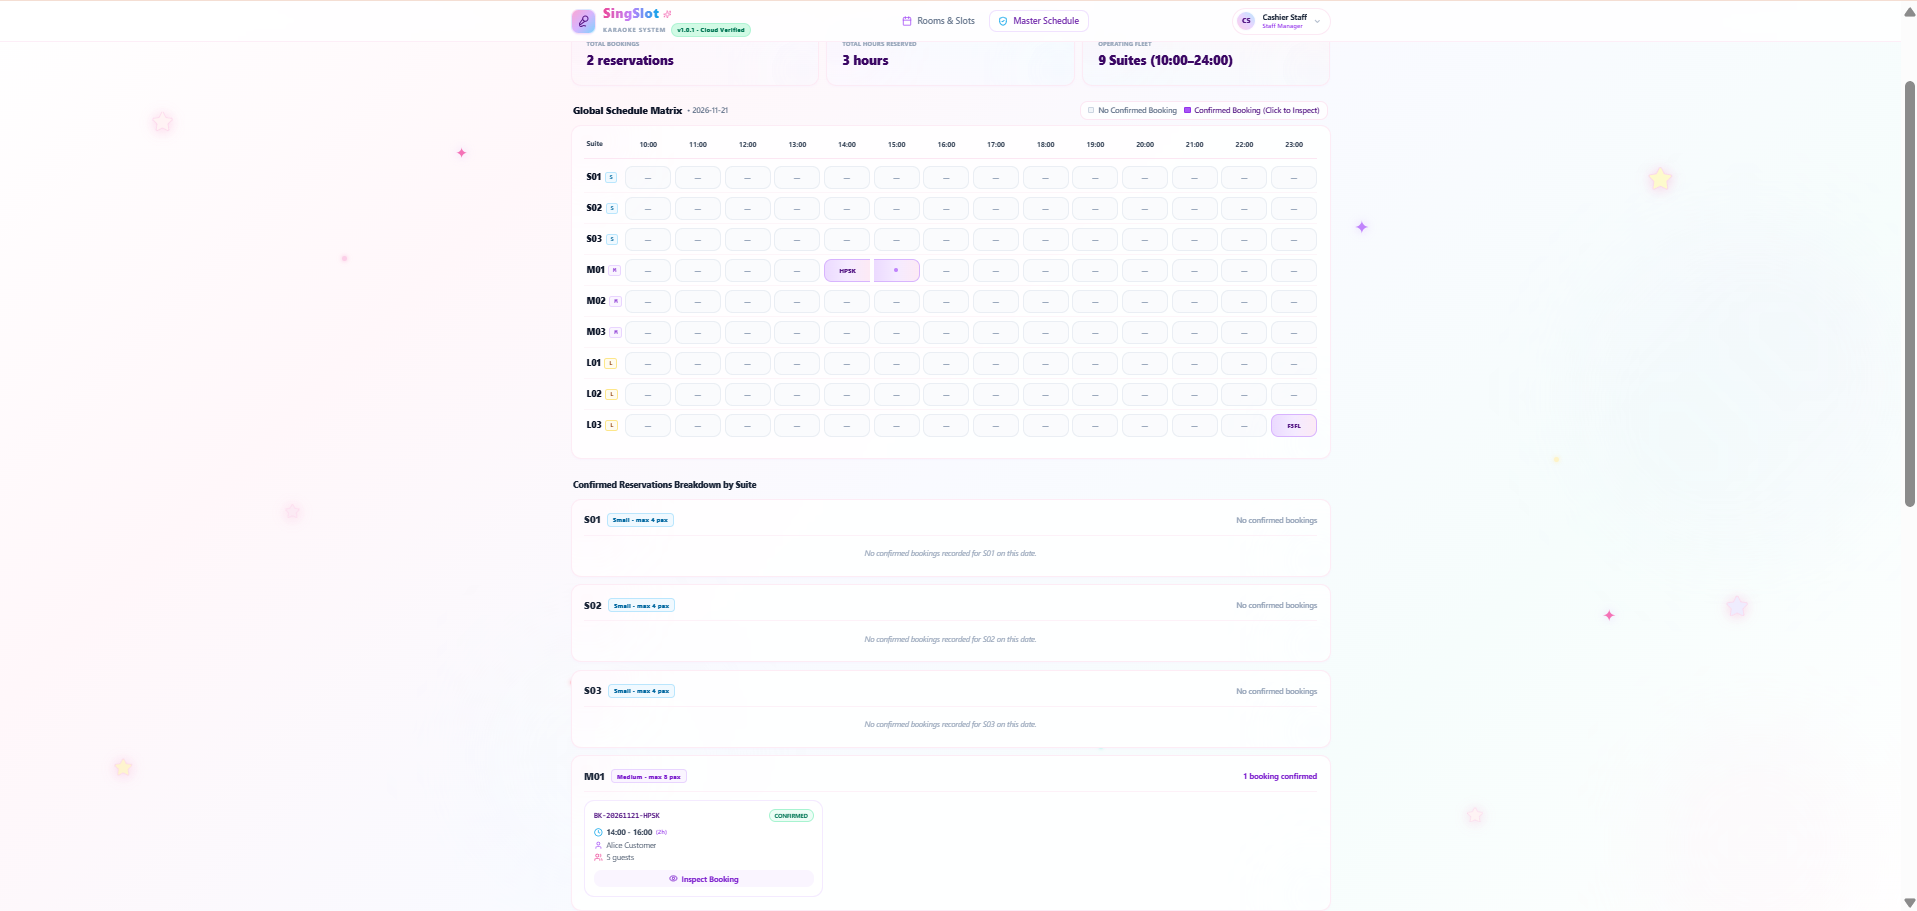 SingSlot
KARAOKE SYSTEM
v1.0.1 - Cloud Verified
Rooms & Slots
Master Schedule
CS
Cashier Staff
Staff Manager
TOTAL BOOKINGS
2 reservations
TOTAL HOURS RESERVED
3 hours
OPERATING FLEET
9 Suites (10:00–24:00)
Global Schedule Matrix • 2026-11-21
No Confirmed Booking
Confirmed Booking (Click to Inspect)
Suite 10:00 11:00 12:00 13:00 14:00 15:00 16:00 17:00 18:00 19:00 20:00 21:00 22:00 23:00
S01 S — — — — — — — — — — — — — —
S02 S — — — — — — — — — — — — — —
S03 S — — — — — — — — — — — — — —
M01 M — — — — HPSK — — — — — — — —
M02 M — — — — — — — — — — — — — —
M03 M — — — — — — — — — — — — — —
L01 L — — — — — — — — — — — — — —
L02 L — — — — — — — — — — — — — —
L03 L — — — — — — — — — — — — —
Confirmed Reservations Breakdown by Suite
S01 Small - max 4 pax No confirmed bookings
No confirmed bookings recorded for S01 on this date.
S02 Small - max 4 pax No confirmed bookings
No confirmed bookings recorded for S02 on this date.
S03 Small - max 4 pax No confirmed bookings
No confirmed bookings recorded for S03 on this date.
M01 Medium - max 8 pax 1 booking confirmed
BK-20261121-HPSK CONFIRMED
14:00 - 16:00 (2h)
Alice Customer
5 guests
Inspect Booking